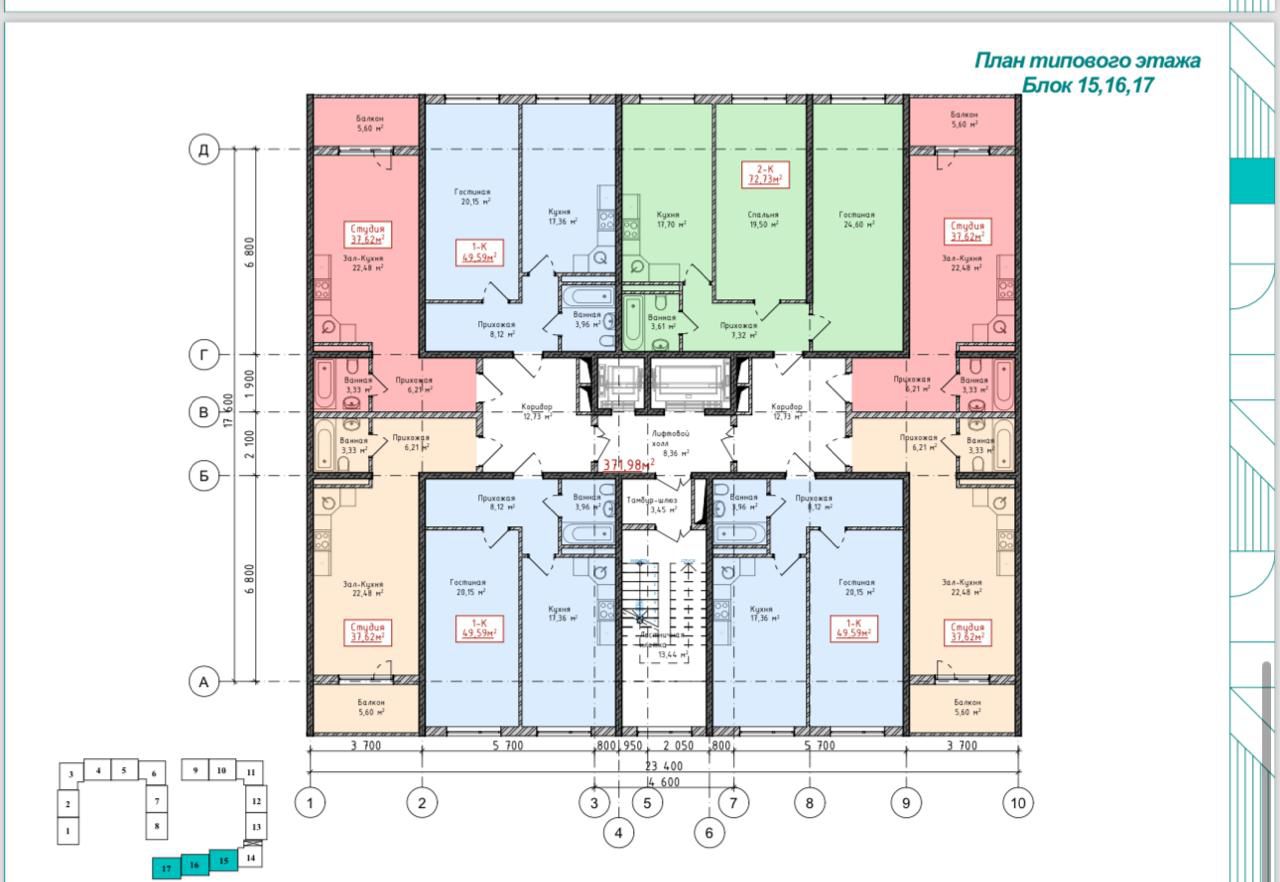 План типового этажа
Блок 15,16,17
Балкон
5,60 м²
Балкон
5,60 м²
Д
Гостиная
20,15 м²
Кухня
17,36 м²
2-К
72,73м²
Кухня
17,70 м²
Спальня
19,50 м²
Гостиная
24,60 м²
Студия
37,62м²
Зал-Кухня
22,48 м²
1-К
49,59м²
Студия
37,62м²
Зал-Кухня
22,48 м²
6 800
Прихожая
8,12 м²
Ванная
3,96 м²
Ванная
3,61 м²
Прихожая
7,32 м²
Г
Ванная
3,33 м²
Прихожая
6,21 м²
1 900
Коридор
12,73 м²
Коридор
12,73 м²
Прихожая
6,21 м²
Ванная
3,33 м²
В
17 600
2 100
Ванная
3,33 м²
Прихожая
6,21 м²
Лифтовой
холл
8,36 м²
371,98м²
Прихожая
6,21 м²
Ванная
3,33 м²
Б
Прихожая
8,12 м²
Ванная
3,96 м²
Тамбур-шлюз
3,45 м²
Ванная
3,96 м²
Прихожая
8,12 м²
6 800
Зал-Кухня
22,48 м²
Студия
37,62м²
Гостиная
20,15 м²
1-К
49,59м²
Кухня
17,36 м²
Лестничная
клетка
13,44 м²
Кухня
17,36 м²
Гостиная
20,15 м²
1-К
49,59м²
Зал-Кухня
22,48 м²
Студия
37,62м²
А
Балкон
5,60 м²
Балкон
5,60 м²
3 700
5 700
800
950
2 050
800
5 700
3 700
23 400
4 600
1
2
3
5
7
8
9
10
4
6
3
4
5
6
9
10
11
2
7
12
1
8
13
17
16
15
14